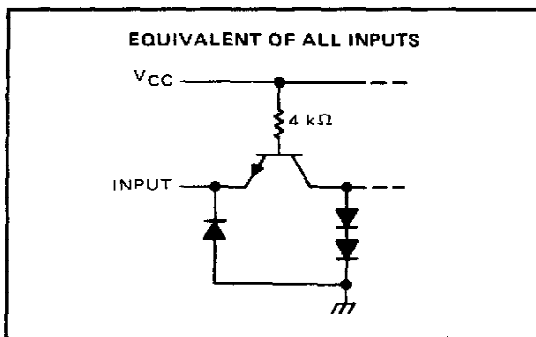 EQUIVALENT OF ALL INPUTS
VCC
4 kΩ
INPUT